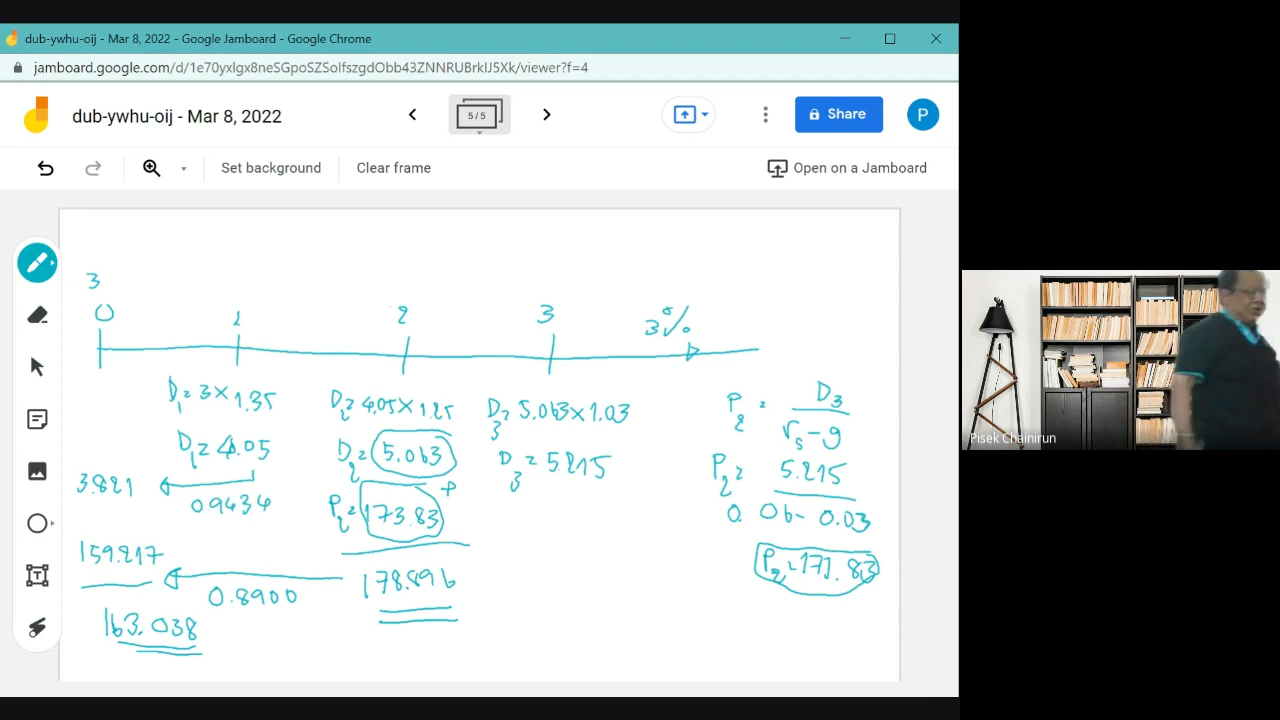 dub-ywhu-oij - Mar 8, 2022 - Google Jamboard - Google Chrome
jamboard.google.com/d/1e70yxlgx8neSGpoSZSolfszgdObb43ZNNRUBrklJ5Xk/viewer?f=4
dub-ywhu-oij - Mar 8, 2022
5 / 5
Share
P
Set background
Clear frame
Open on a Jamboard
3
0 1 2 3 3%
D1 = 3 × 1.35
D1 = 4.05
3.821
0.9434
D2 = 4.05 × 1.25
D2 = 5.063
P2 = 173.83 +
178.896
159.217
0.8900
163.038
D3 = 5.063 × 1.03
D3 = 5.215
P2 = D3
rs - g
P2 = 5.215
0.06 - 0.03
P2 = 173.83
Pisek Chainirun